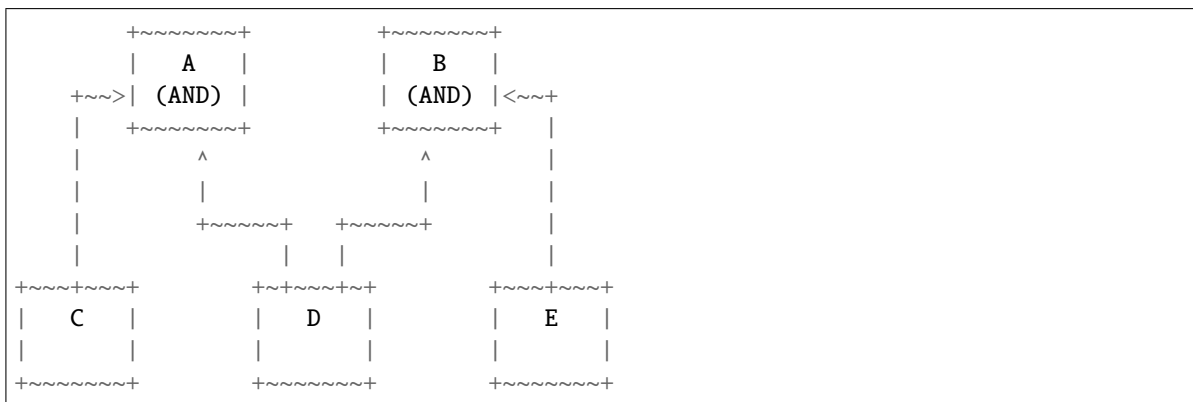 +~~~~~~~+         +~~~~~~~+
        |   A   |         |   B   |
    +~~>| (AND) |         | (AND) |<~~+
    |   +~~~~~~~+         +~~~~~~~+   |
    |        ^               ^        |
    |        |               |        |
    |        +~~~~~+   +~~~~~+        |
    |              |   |              |
+~~~+~~~+        +~+~~~+~+        +~~~+~~~+
|   C   |        |   D   |        |   E   |
|       |        |       |        |       |
+~~~~~~~+        +~~~~~~~+        +~~~~~~~+